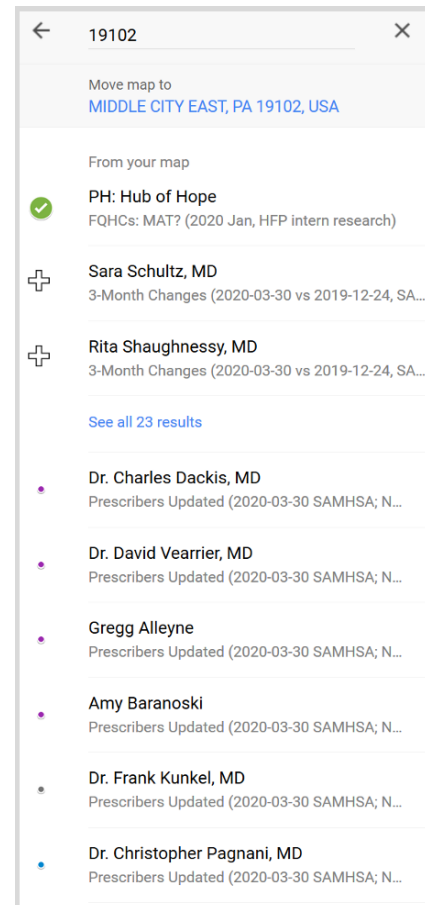 19102
Move map to
MIDDLE CITY EAST, PA 19102, USA
From your map
PH: Hub of Hope
FQHCs: MAT? (2020 Jan, HFP intern research)
Sara Schultz, MD
3-Month Changes (2020-03-30 vs 2019-12-24, SA...
Rita Shaughnessy, MD
3-Month Changes (2020-03-30 vs 2019-12-24, SA...
See all 23 results
Dr. Charles Dackis, MD
Prescribers Updated (2020-03-30 SAMHSA; N...
Dr. David Vearrier, MD
Prescribers Updated (2020-03-30 SAMHSA; N...
Gregg Alleyne
Prescribers Updated (2020-03-30 SAMHSA; N...
Amy Baranoski
Prescribers Updated (2020-03-30 SAMHSA; N...
Dr. Frank Kunkel, MD
Prescribers Updated (2020-03-30 SAMHSA; N...
Dr. Christopher Pagnani, MD
Prescribers Updated (2020-03-30 SAMHSA; N...